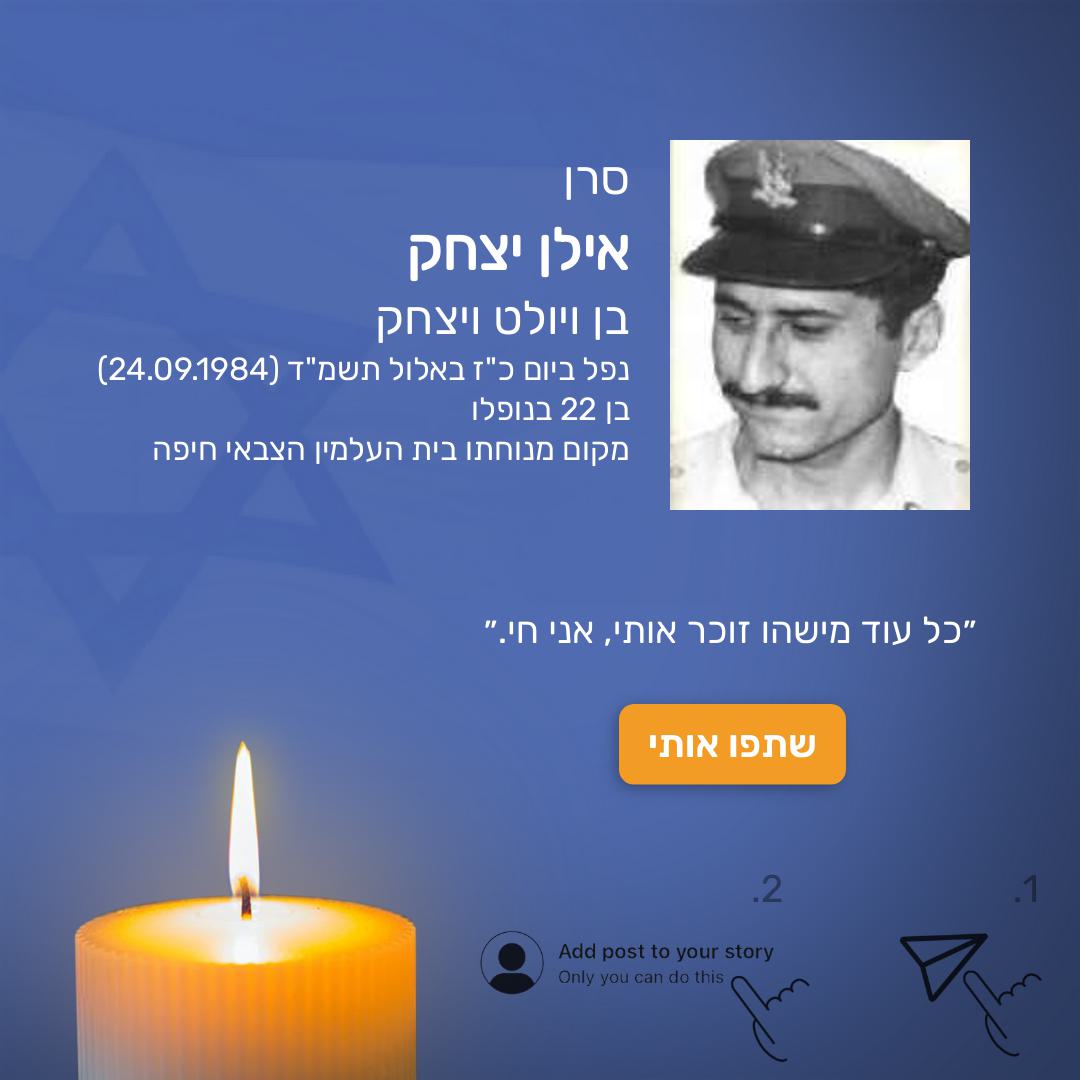 סרן
אילן יצחק
בן ויולט ויצחק
נפל ביום כ"ז באלול תשמ"ד (24.09.1984)
בן 22 בנופלו
מקום מנוחתו בית העלמין הצבאי חיפה
״כל עוד מישהו זוכר אותי, אני חי.״
שתפו אותי
1.
2.
Add post to your story
Only you can do this